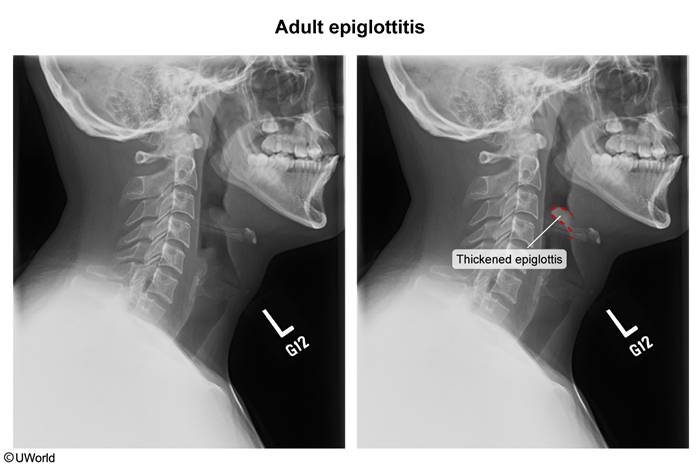 Adult epiglottitis
L
G12
Thickened epiglottis
L
G12
©UWorld